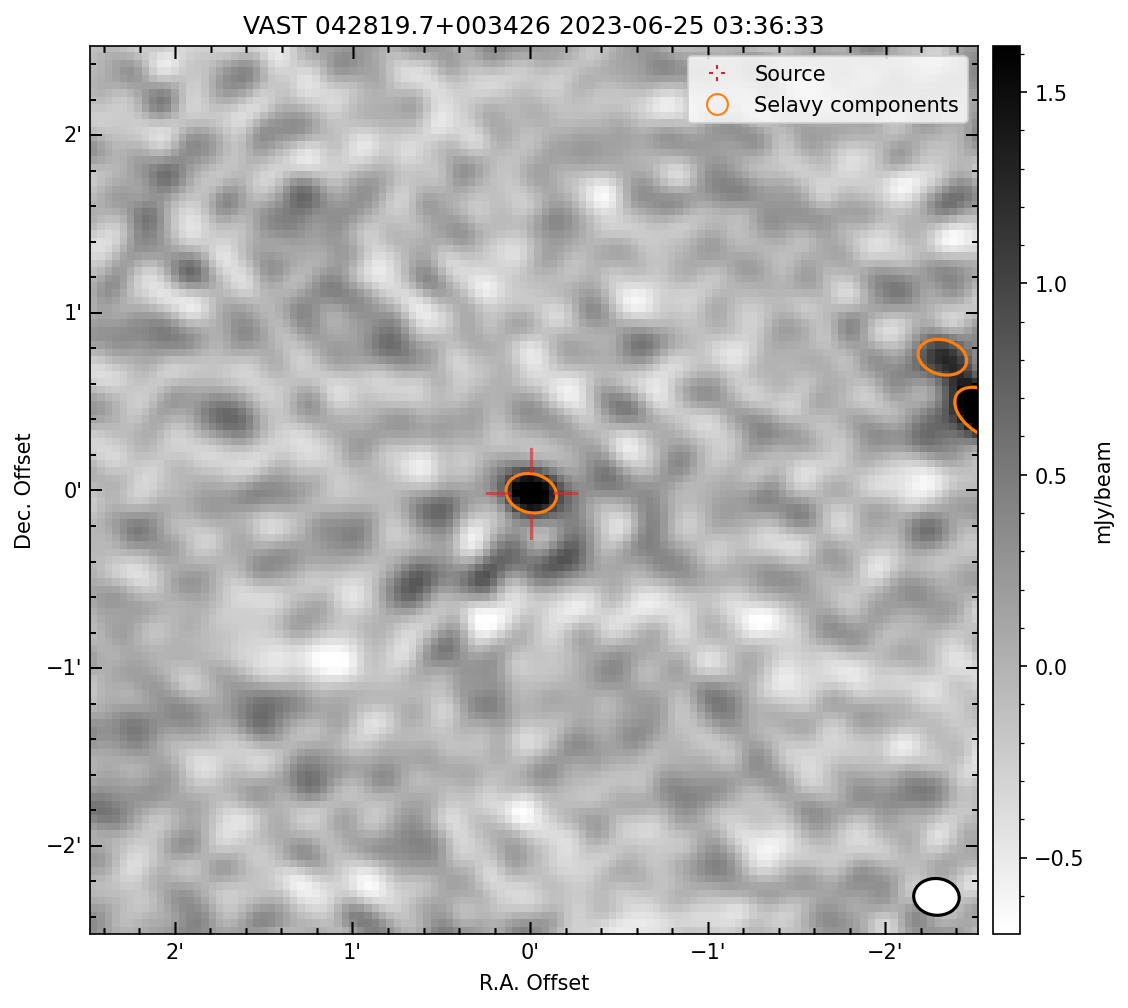 VAST 042819.7+003426 2023-06-25 03:36:33
Source
Selavy components
2'
1'
0'
−1'
−2'
Dec. Offset
2'
1'
0'
−1'
−2'
R.A. Offset
1.5
1.0
0.5
0.0
−0.5
mJy/beam